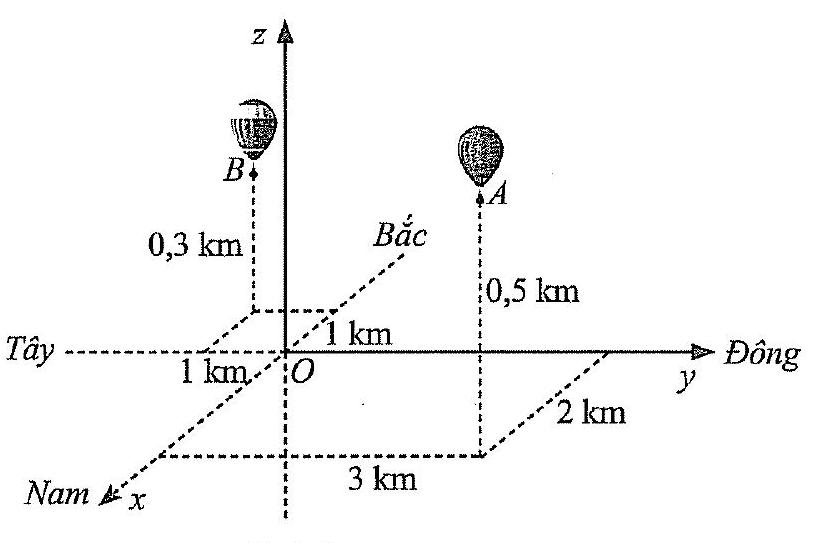 z
B
A
0,3 km
Bắc
0,5 km
1 km
Tây
Đông
1 km
O
y
2 km
3 km
Nam
x